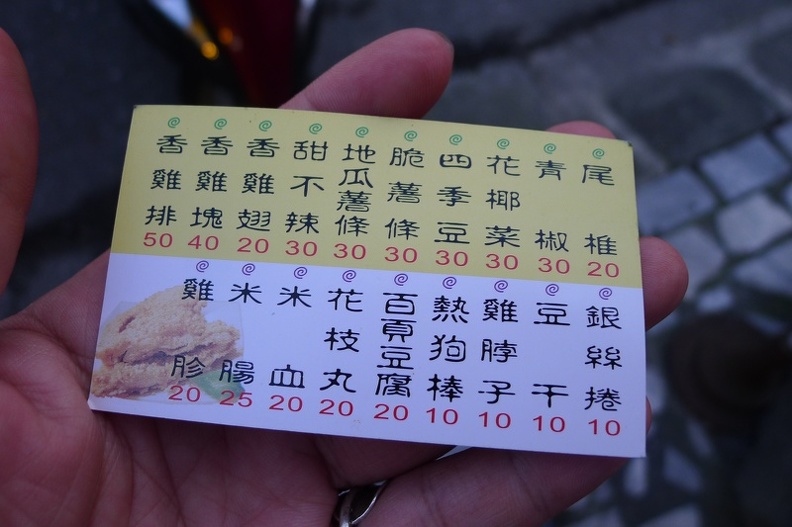 香雞排 50
香雞塊 40
香雞翅 20
甜不辣 30
地瓜薯條 30
脆薯條 30
四季豆 30
花椰菜 30
青椒 30
尾椎 20
雞胗 20
米腸 25
米血 20
花枝丸 20
百頁豆腐 20
熱狗棒 10
雞脖子 10
豆干 10
銀絲捲 10